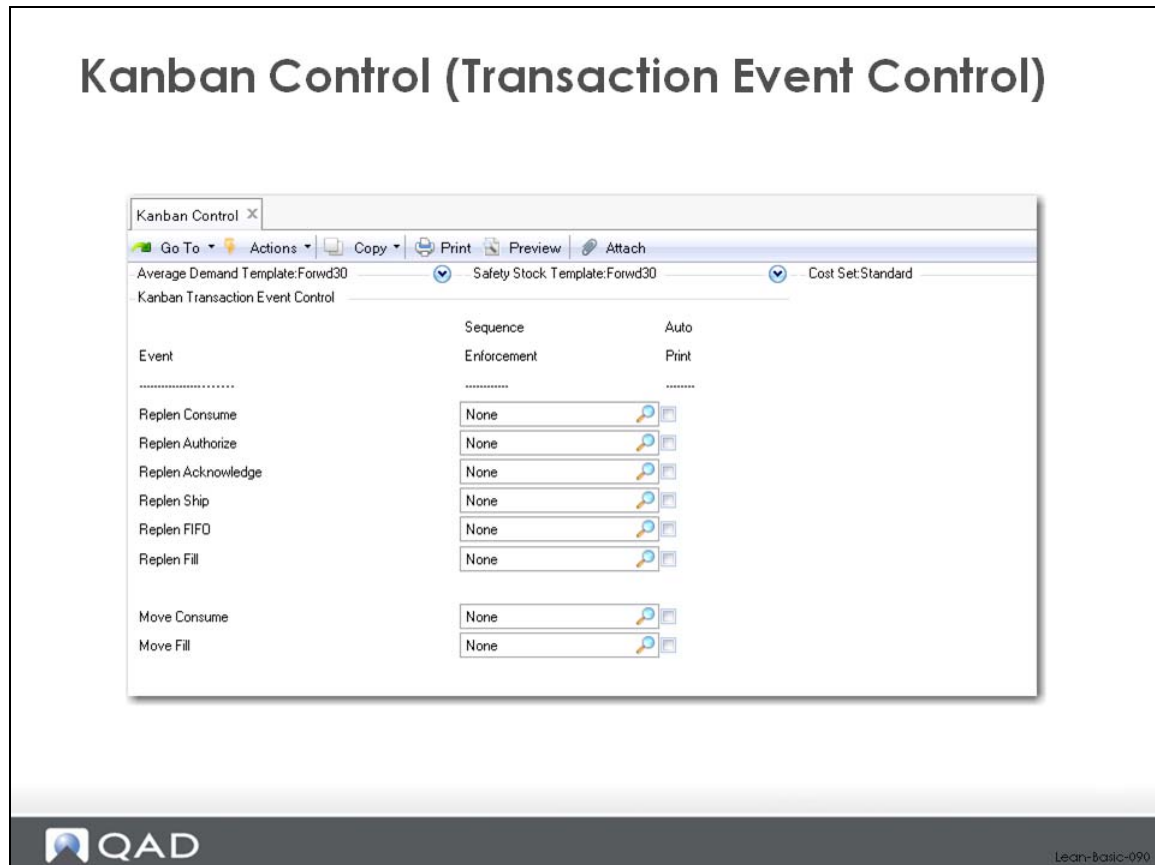 Kanban Control (Transaction Event Control)
Kanban Control
Go To Actions Copy Print Preview Attach
Average Demand Template:Forwd30 Safety Stock Template:Forwd30 Cost Set:Standard
Kanban Transaction Event Control
Sequence Auto
Event Enforcement Print
Replen Consume None
Replen Authorize None
Replen Acknowledge None
Replen Ship None
Replen FIFO None
Replen Fill None
Move Consume None
Move Fill None
QAD
Lean-Basic-090